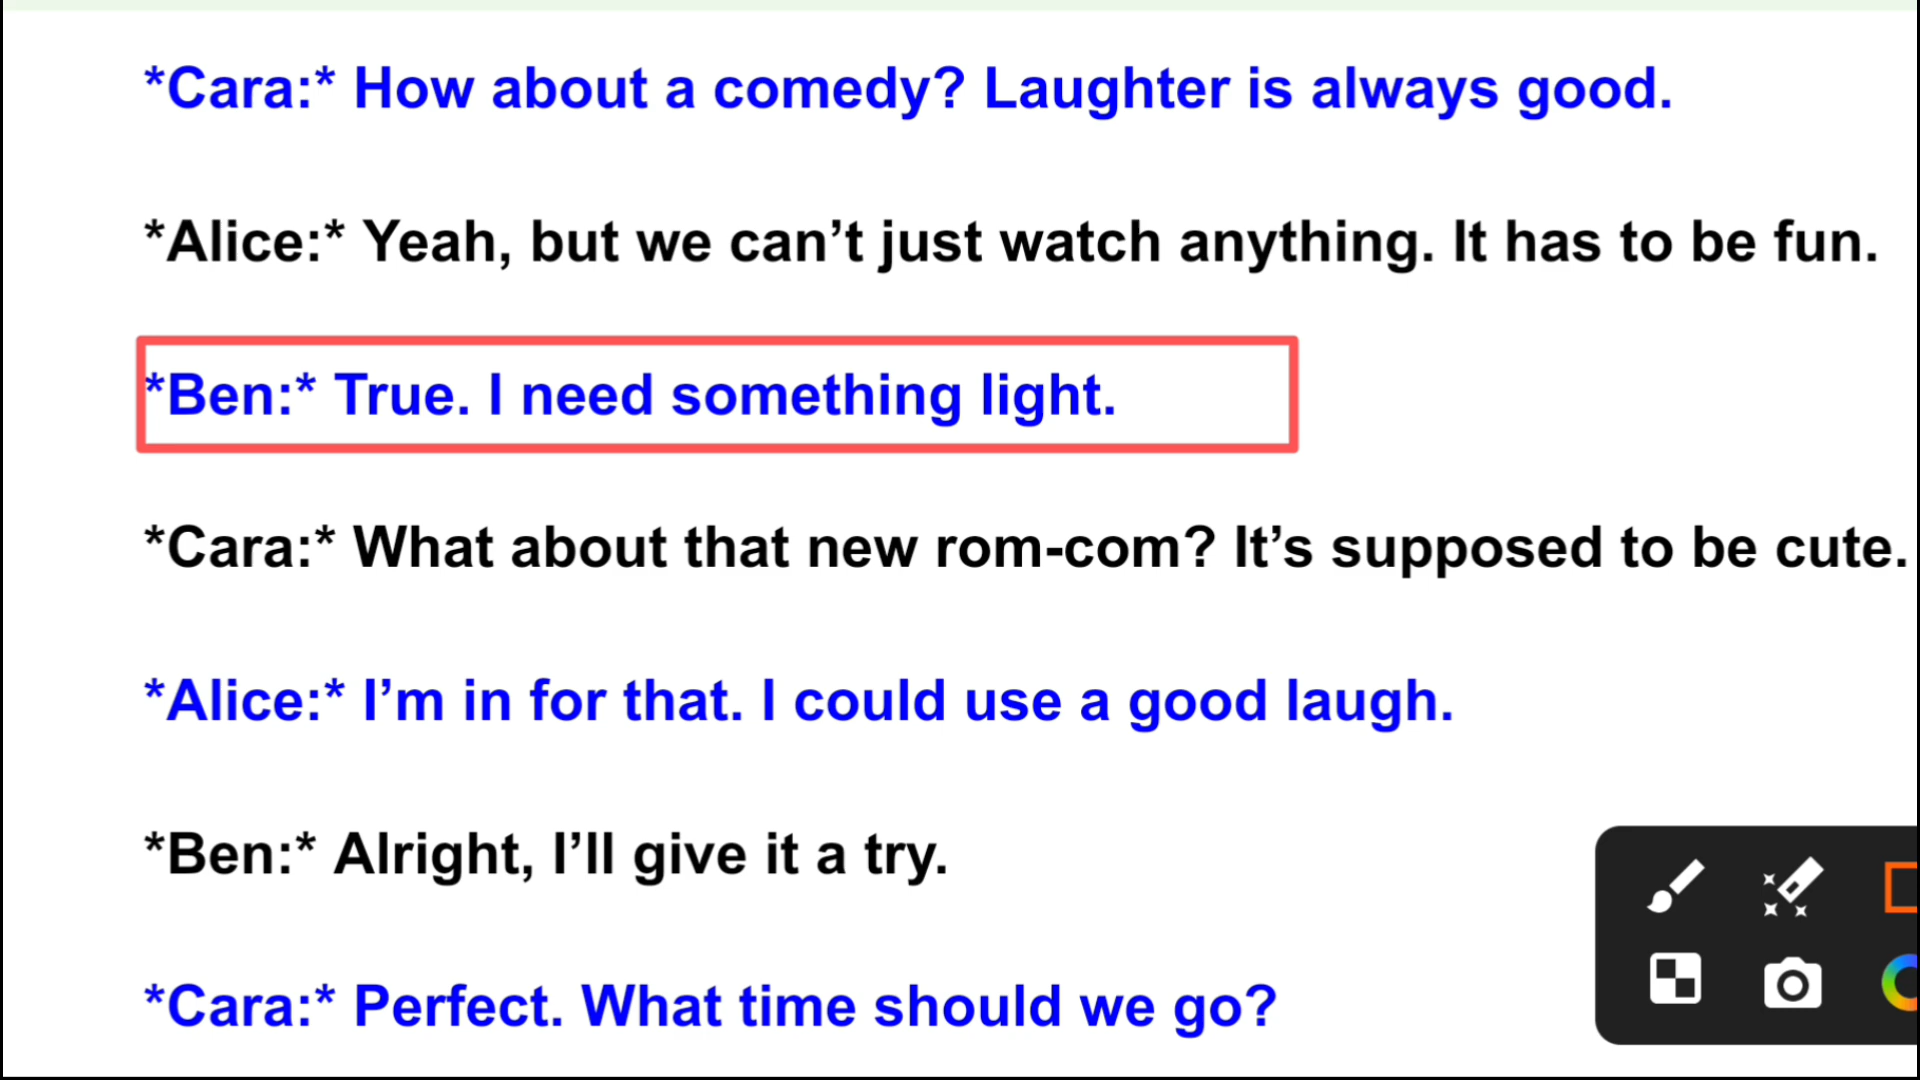 *Cara:* How about a comedy? Laughter is always good.
*Alice:* Yeah, but we can’t just watch anything. It has to be fun.
*Ben:* True. I need something light.
*Cara:* What about that new rom-com? It’s supposed to be cute.
*Alice:* I’m in for that. I could use a good laugh.
*Ben:* Alright, I’ll give it a try.
*Cara:* Perfect. What time should we go?